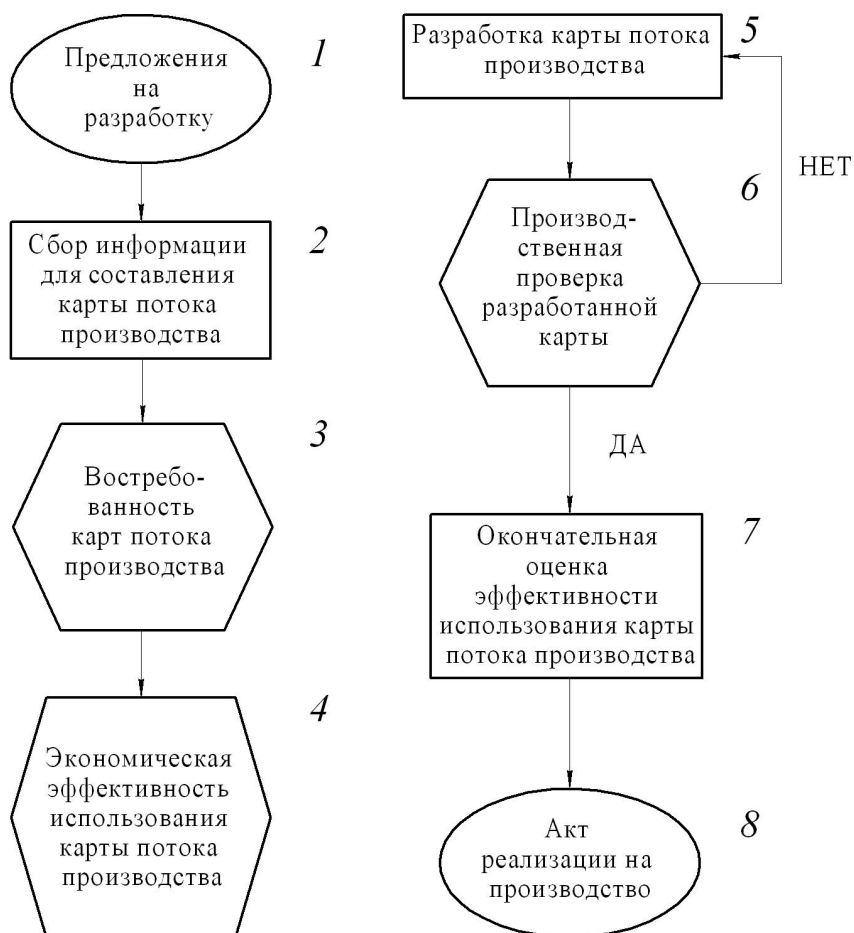 1
Предложения
на
разработку
2
Сбор информации
для составления
карты потока
производства
3
Востребо-
ванность
карт потока
производства
4
Экономическая
эффективность
использования
карты потока
производства
5
Разработка карты потока
производства
НЕТ
6
Производ-
ственная
проверка
разработанной
карты
ДА
7
Окончательная
оценка
эффективности
использования карты
потока производства
8
Акт
реализации на
производство